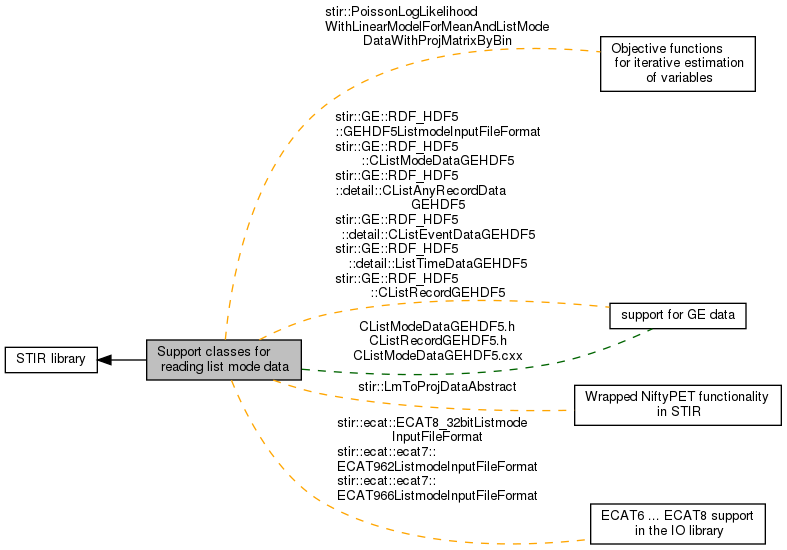 stir::PoissonLogLikelihood
WithLinearModelForMeanAndListMode
DataWithProjMatrixByBin
Objective functions
for iterative estimation
of variables
stir::GE::RDF_HDF5
::GEHDF5ListmodeInputFileFormat
stir::GE::RDF_HDF5
::CListModeDataGEHDF5
stir::GE::RDF_HDF5
::detail::CListAnyRecordData
GEHDF5
stir::GE::RDF_HDF5
::detail::CListEventDataGEHDF5
stir::GE::RDF_HDF5
::detail::ListTimeDataGEHDF5
stir::GE::RDF_HDF5
::CListRecordGEHDF5
support for GE data
CListModeDataGEHDF5.h
CListRecordGEHDF5.h
CListModeDataGEHDF5.cxx
STIR library
Support classes for
reading list mode data
stir::LmToProjDataAbstract
Wrapped NiftyPET functionality
in STIR
stir::ecat::ECAT8_32bitListmode
InputFileFormat
stir::ecat::ecat7::
ECAT962ListmodeInputFileFormat
stir::ecat::ecat7::
ECAT966ListmodeInputFileFormat
ECAT6 ... ECAT8 support
in the IO library